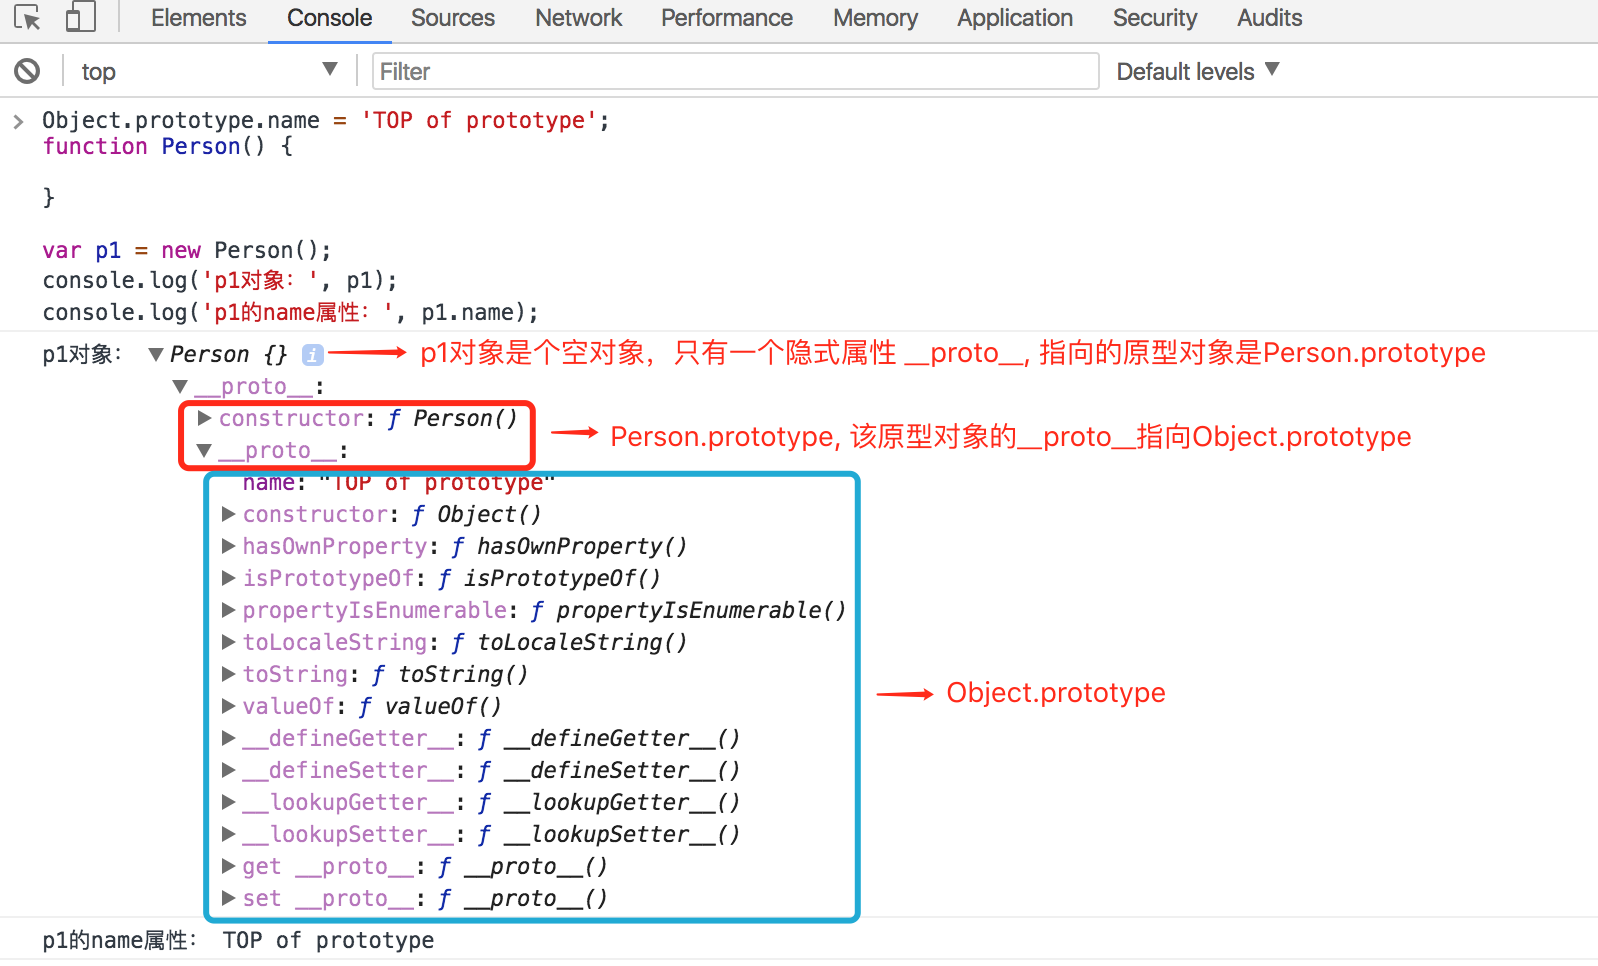 Elements Console Sources Network Performance Memory Application Security Audits
top Filter Default levels
Object.prototype.name = 'TOP of prototype';
function Person() {
}
var p1 = new Person();
console.log('p1对象：', p1);
console.log('p1的name属性：', p1.name);
p1对象： Person {} i p1对象是个空对象，只有一个隐式属性 __proto__, 指向的原型对象是Person.prototype
__proto__:
constructor: ƒ Person()
__proto__:
Person.prototype, 该原型对象的__proto__指向Object.prototype
name: "TOP of prototype"
constructor: ƒ Object()
hasOwnProperty: ƒ hasOwnProperty()
isPrototypeOf: ƒ isPrototypeOf()
propertyIsEnumerable: ƒ propertyIsEnumerable()
toLocaleString: ƒ toLocaleString()
toString: ƒ toString()
valueOf: ƒ valueOf()
__defineGetter__: ƒ __defineGetter__()
__defineSetter__: ƒ __defineSetter__()
__lookupGetter__: ƒ __lookupGetter__()
__lookupSetter__: ƒ __lookupSetter__()
get __proto__: ƒ __proto__()
set __proto__: ƒ __proto__()
Object.prototype
p1的name属性： TOP of prototype